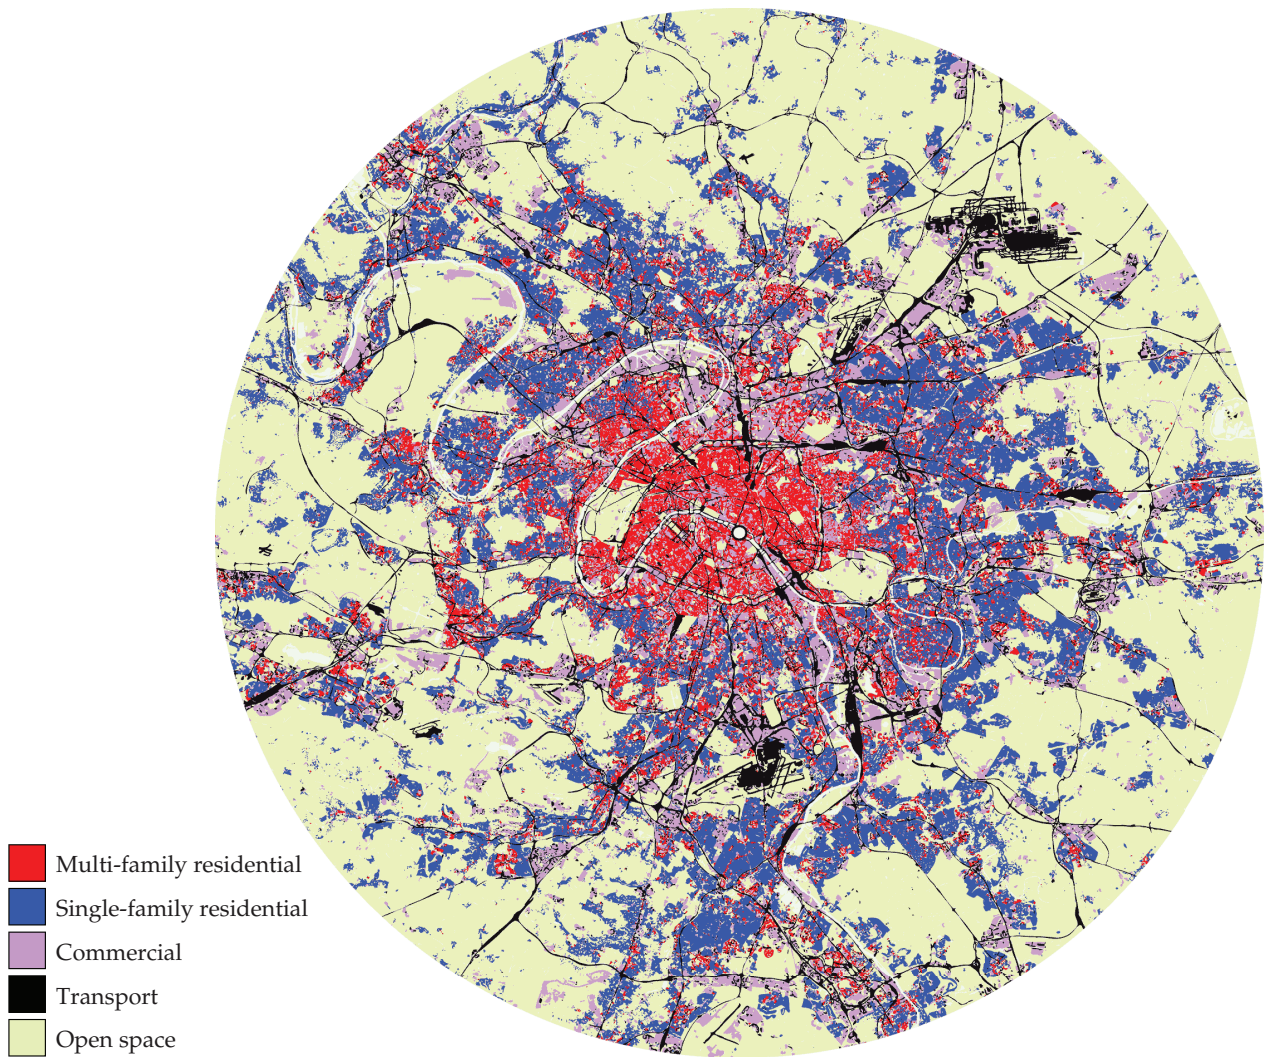 Multi-family residential
Single-family residential
Commercial
Transport
Open space